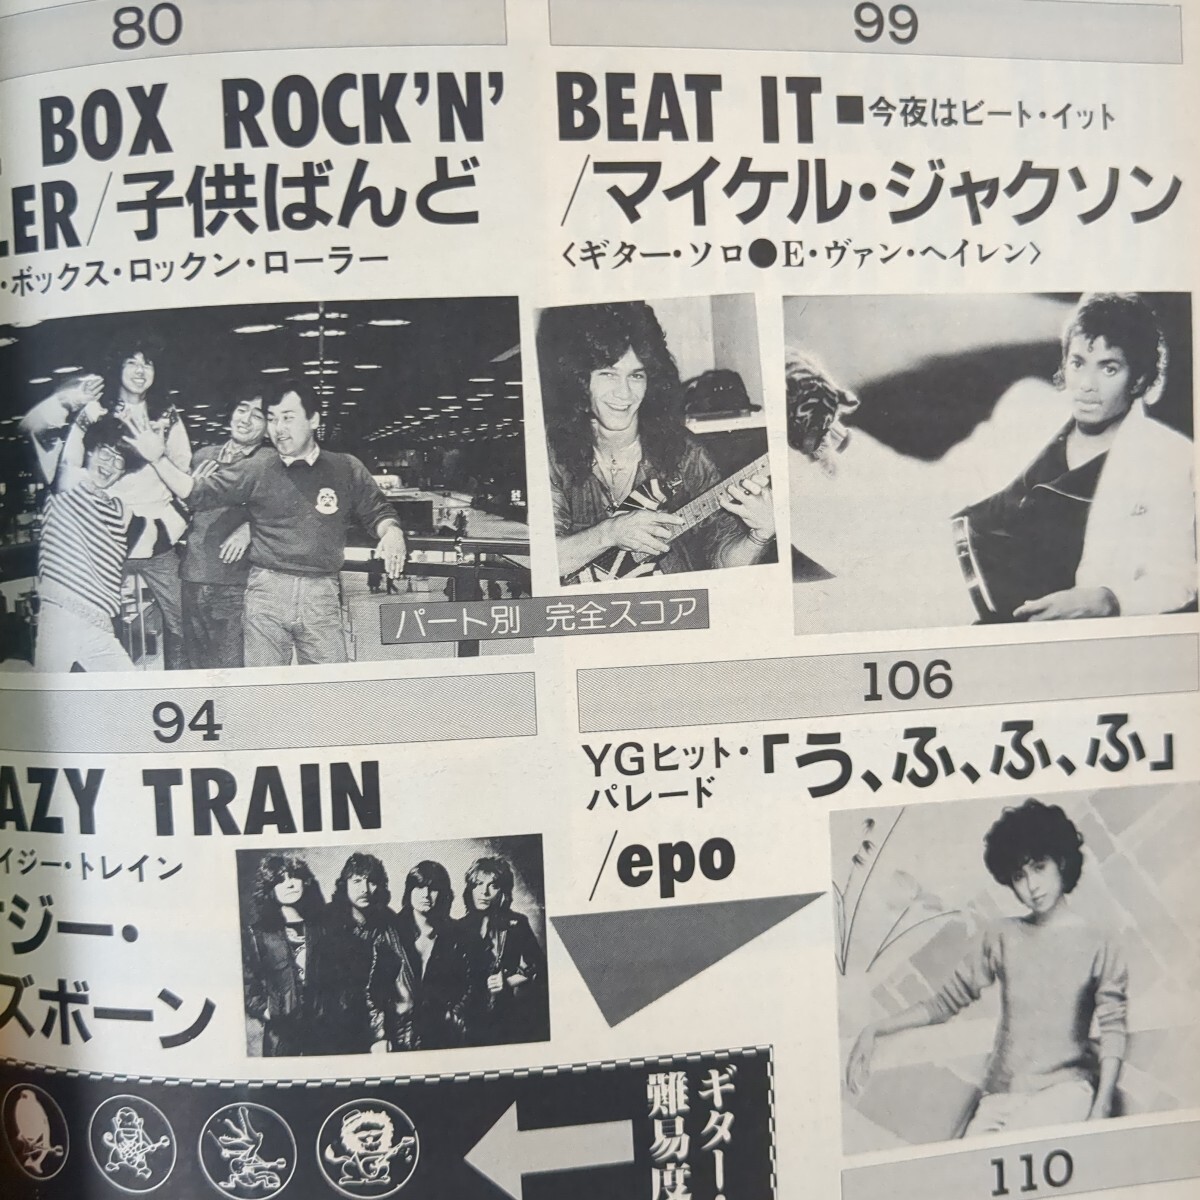 80
BOX ROCK'N'
LER/子供ばんど
・ボックス・ロックン・ローラー
99
BEAT IT ■今夜はビート・イット
/マイケル・ジャクソン
〈ギター・ソロ●E・ヴァン・ヘイレン〉
パート別 完全スコア
94
AZY TRAIN
イジー・トレイン
ジー・
ズボーン
106
YGヒット・
パレード
「う、ふ、ふ、ふ」
/epo
ギター・
難易度
110